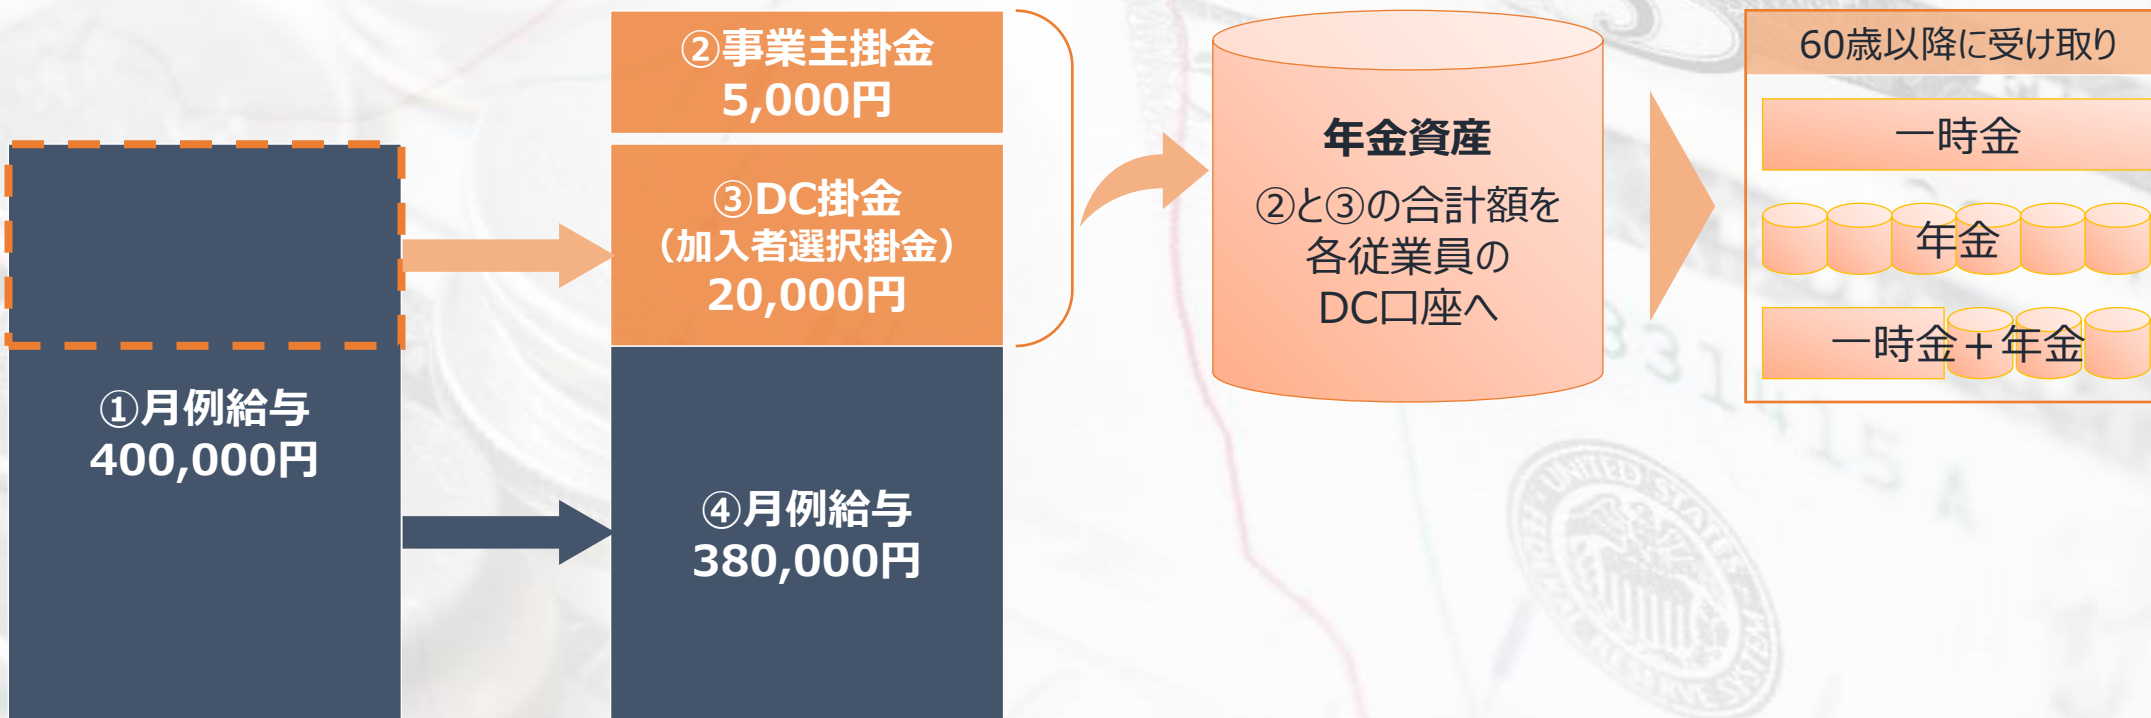 ①月例給与
400,000円
②事業主掛金
5,000円
③DC掛金
（加入者選択掛金）
20,000円
④月例給与
380,000円
年金資産
②と③の合計額を
各従業員の
DC口座へ
60歳以降に受け取り
一時金
年金
一時金＋年金